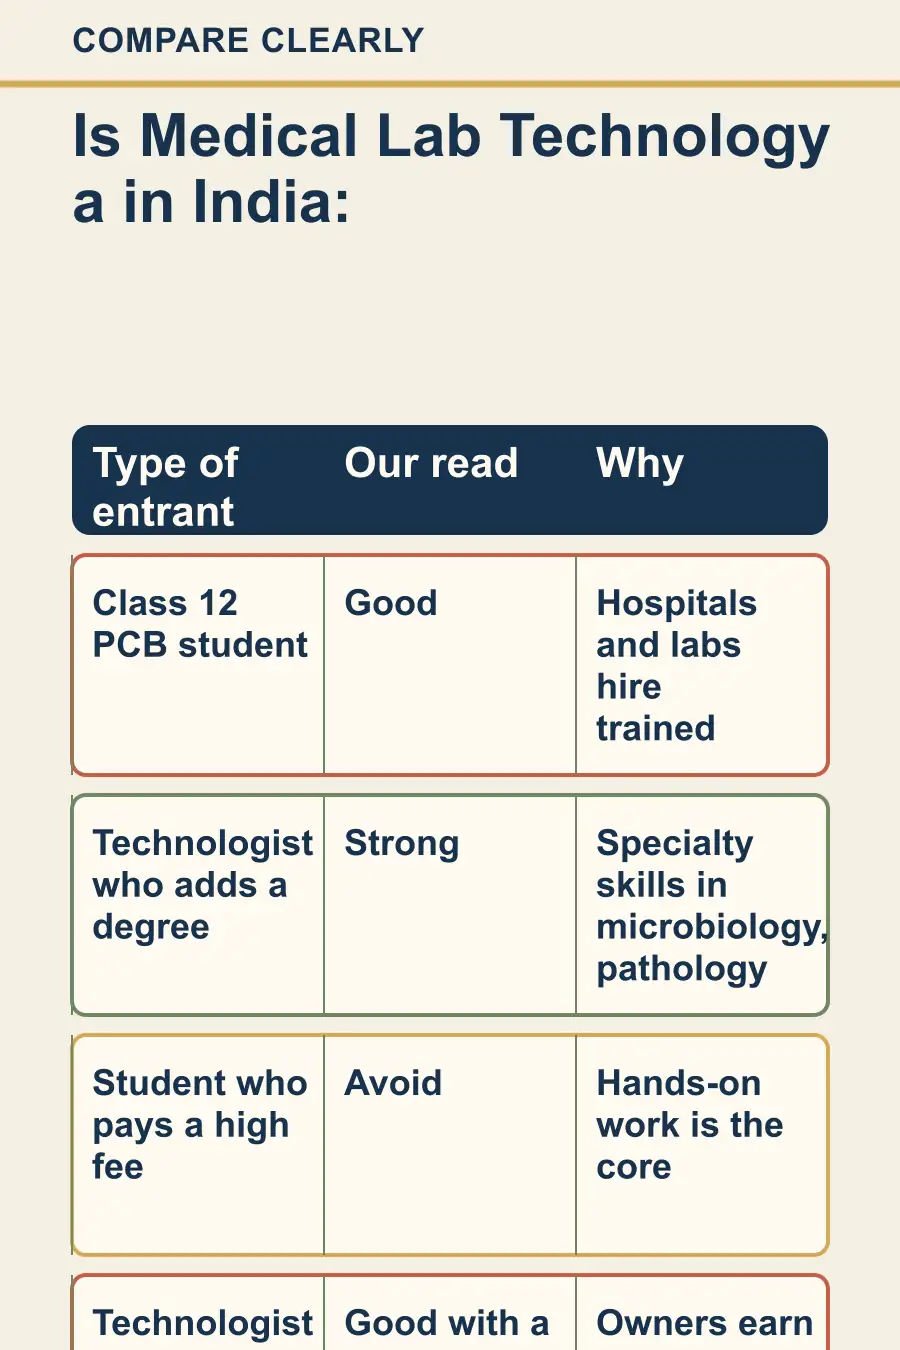 COMPARE CLEARLY
Is Medical Lab Technology
a in India:
Type of
entrant
Our read
Why
Class 12
PCB student
Good
Hospitals
and labs
hire
trained
Technologist
who adds a
degree
Strong
Specialty
skills in
microbiology,
pathology
Student who
pays a high
fee
Avoid
Hands-on
work is the
core
Technologist
Good with a
Owners earn